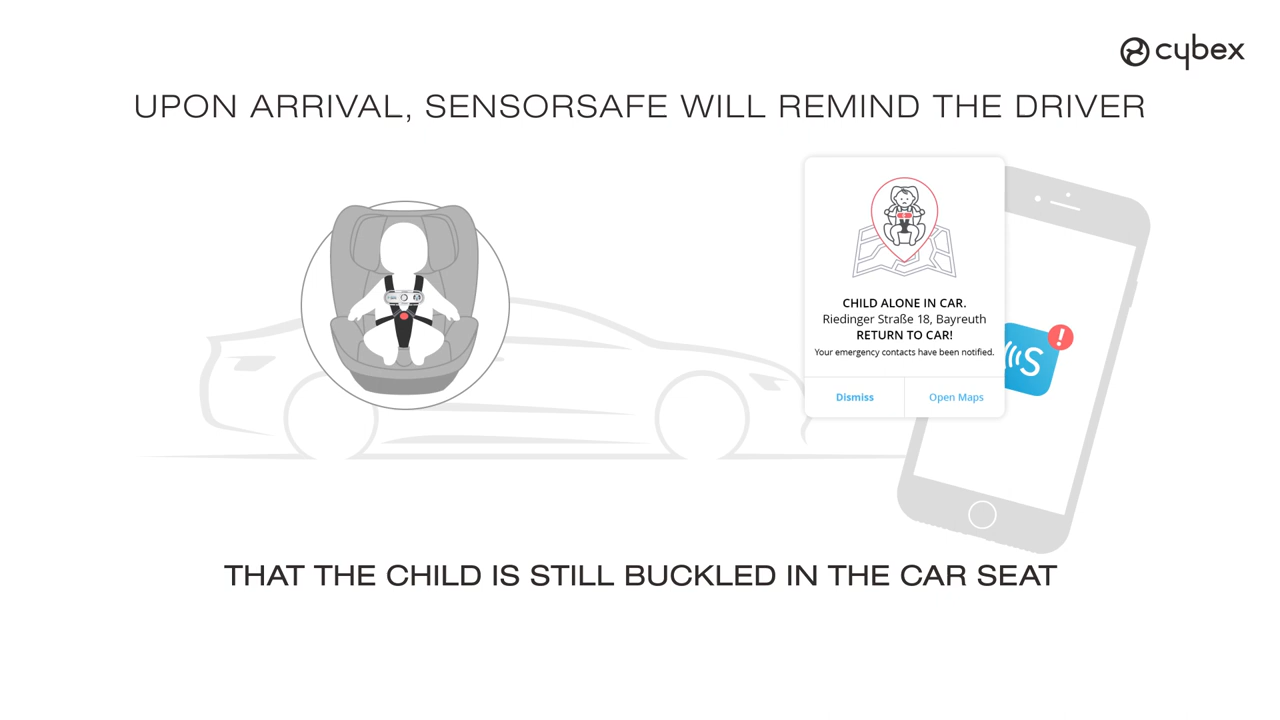 cybex
UPON ARRIVAL, SENSORSAFE WILL REMIND THE DRIVER
CHILD ALONE IN CAR.
Riedinger Straße 18, Bayreuth
RETURN TO CAR!
Your emergency contacts have been notified.
Dismiss
Open Maps
S
!
THAT THE CHILD IS STILL BUCKLED IN THE CAR SEAT